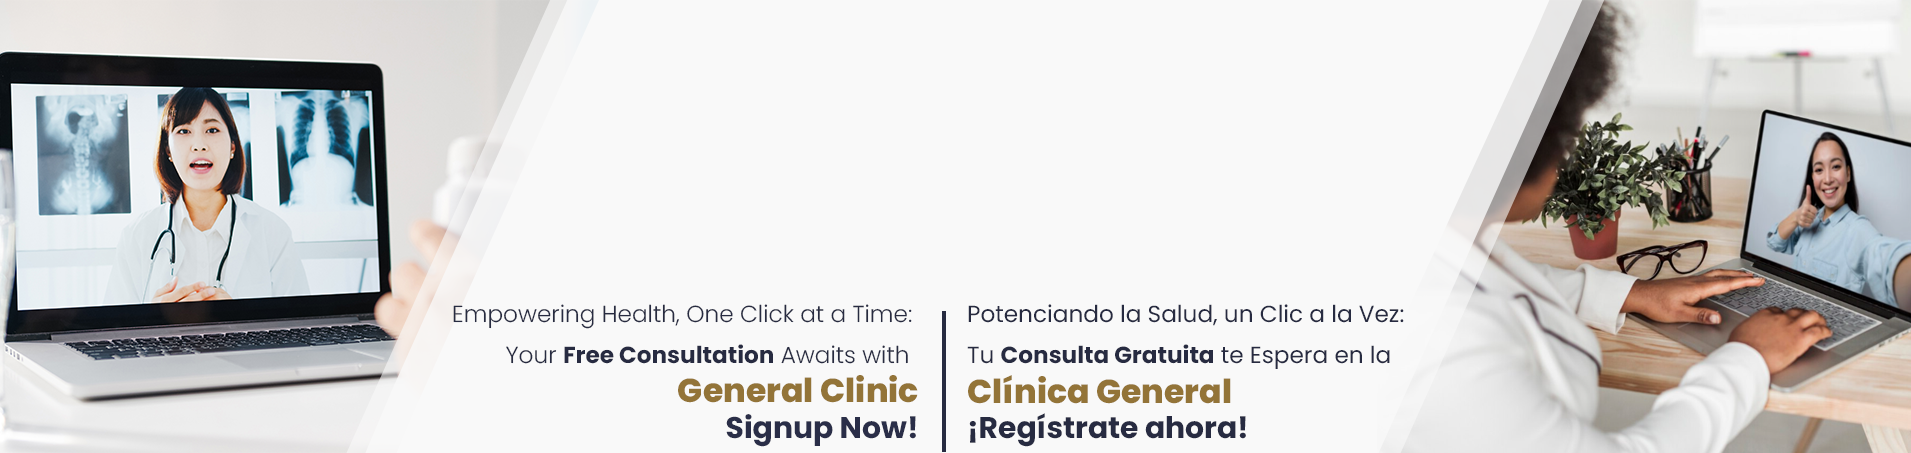 Empowering Health, One Click at a Time:
Your Free Consultation Awaits with
General Clinic
Signup Now!
Potenciando la Salud, un Clic a la Vez:
Tu Consulta Gratuita te Espera en la
Clínica General
¡Regístrate ahora!